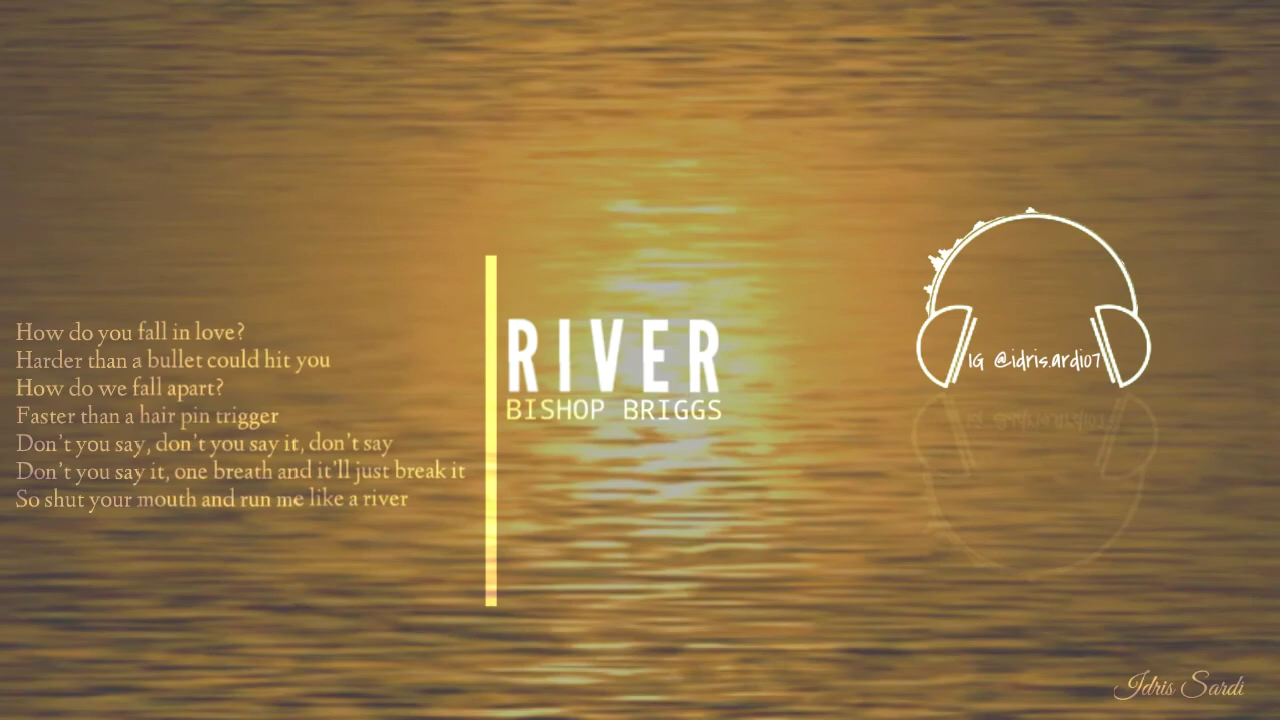 How do you fall in love?
Harder than a bullet could hit you
How do we fall apart?
Faster than a hair pin trigger
Don't you say, don't you say it, don't say
Don't you say it, one breath and it'll just break it
So shut your mouth and run me like a river
RIVER
BISHOP BRIGGS
IG @idris.ardi07
Idris Sardi